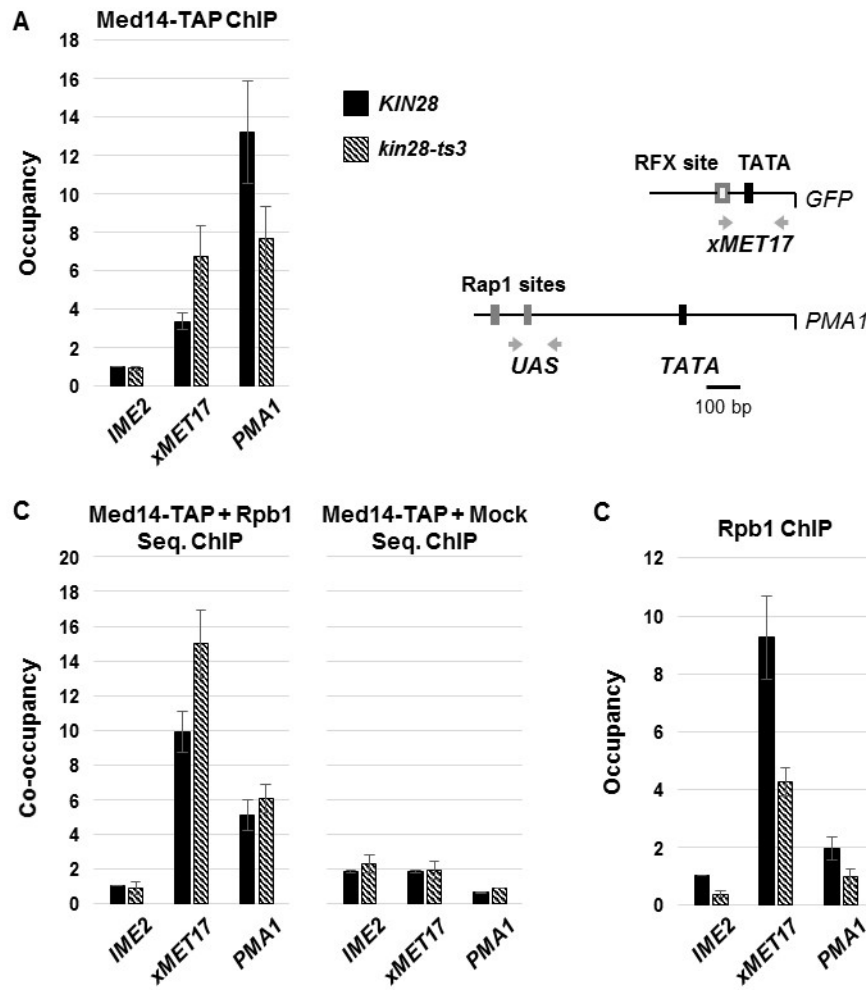 A
Med14-TAP ChIP
Occupancy
18
16
14
12
10
8
6
4
2
0
IME2
xMET17
PMA1
KIN28
kin28-ts3
RFX site
TATA
GFP
xMET17
Rap1 sites
PMA1
UAS
TATA
100 bp
C
Med14-TAP + Rpb1
Seq. ChIP
Co-occupancy
20
18
16
14
12
10
8
6
4
2
0
IME2
xMET17
PMA1
Med14-TAP + Mock
Seq. ChIP
IME2
xMET17
PMA1
C
Rpb1 ChIP
Occupancy
12
10
8
6
4
2
0
IME2
xMET17
PMA1